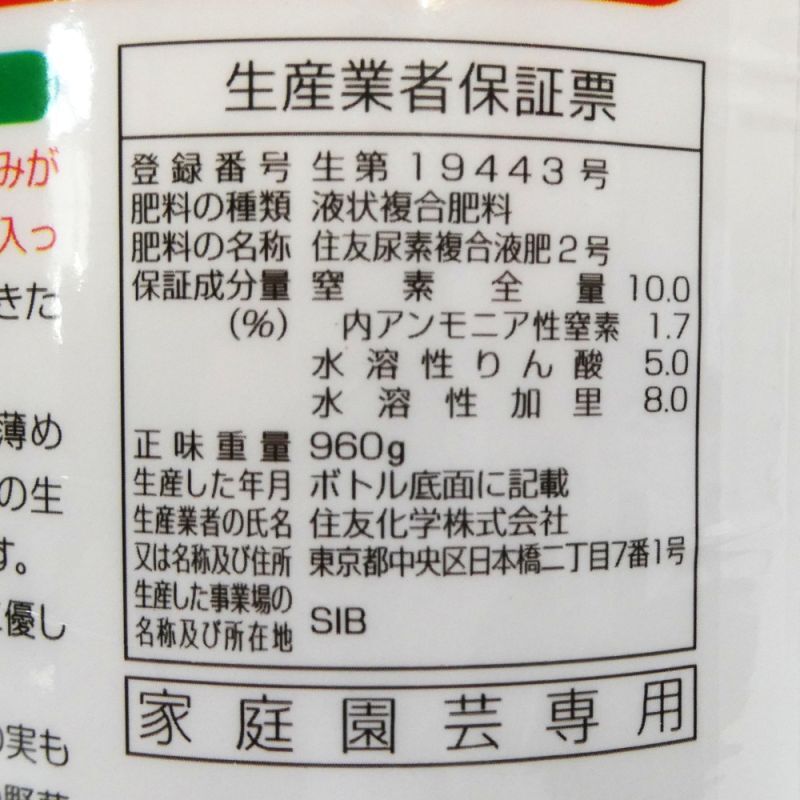 生産業者保証票
登録番号 生第19443号
肥料の種類 液状複合肥料
肥料の名称 住友尿素複合液肥2号
保証成分量 窒素全量 10.0
(%) 内アンモニア性窒素 1.7
水溶性りん酸 5.0
水溶性加里 8.0
正味重量 960g
生産した年月 ボトル底面に記載
生産業者の氏名 住友化学株式会社
又は名称及び住所 東京都中央区日本橋二丁目7番1号
生産した事業場の
名称及び所在地 SIB
家庭園芸専用
みが
入っ
きた
薄め
の生
す。
優し
の実も
野菜